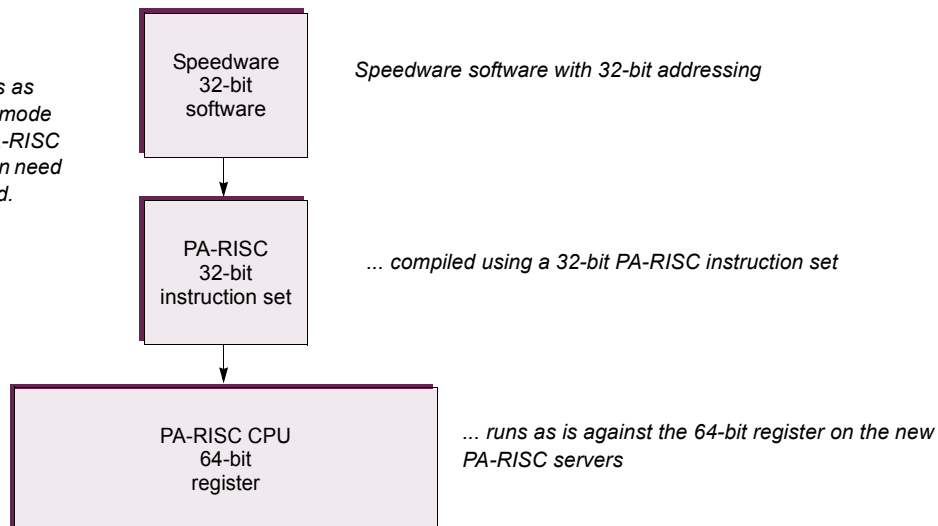 Speedware
32-bit
software
Speedware software with 32-bit addressing
s as
mode
-RISC
n need
d.
PA-RISC
32-bit
instruction set
... compiled using a 32-bit PA-RISC instruction set
PA-RISC CPU
64-bit
register
... runs as is against the 64-bit register on the new
PA-RISC servers